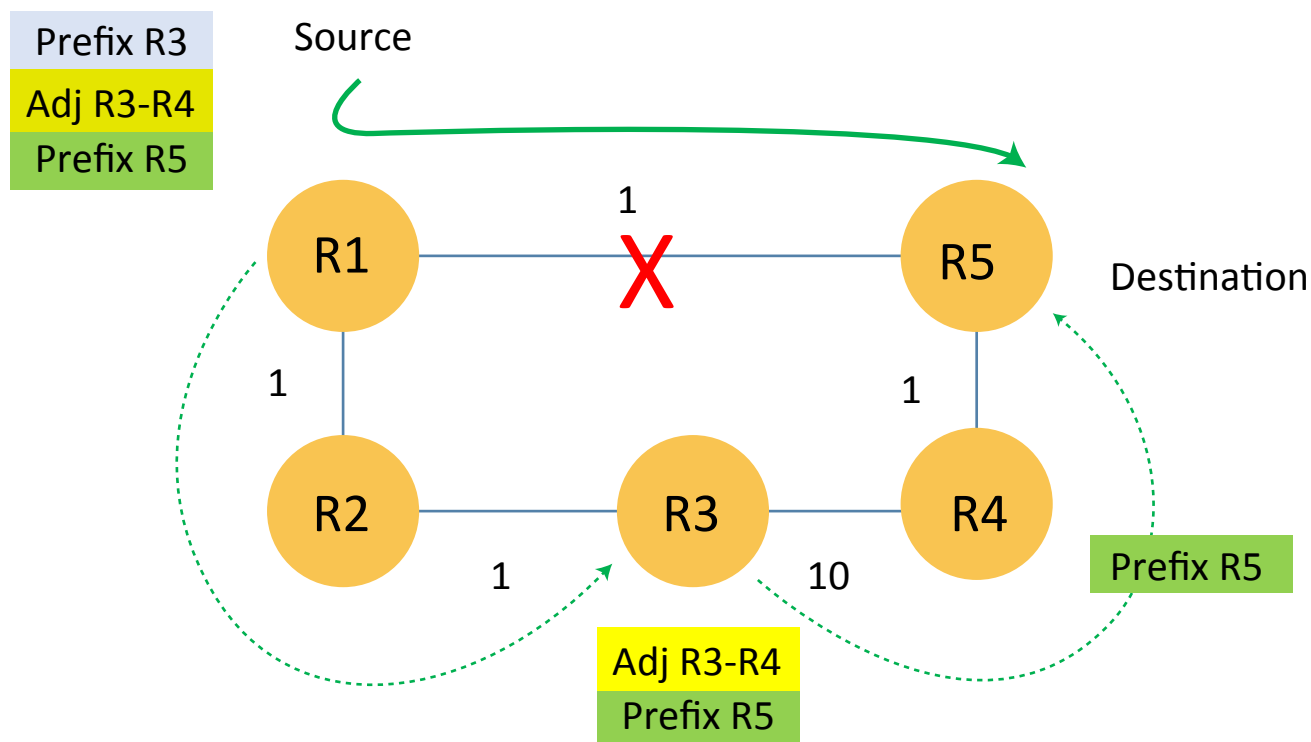 Prefix R3
Adj R3-R4
Prefix R5
Source
1
X
R1
R5
Destination
1
1
R2
R3
R4
1
10
Prefix R5
Adj R3-R4
Prefix R5